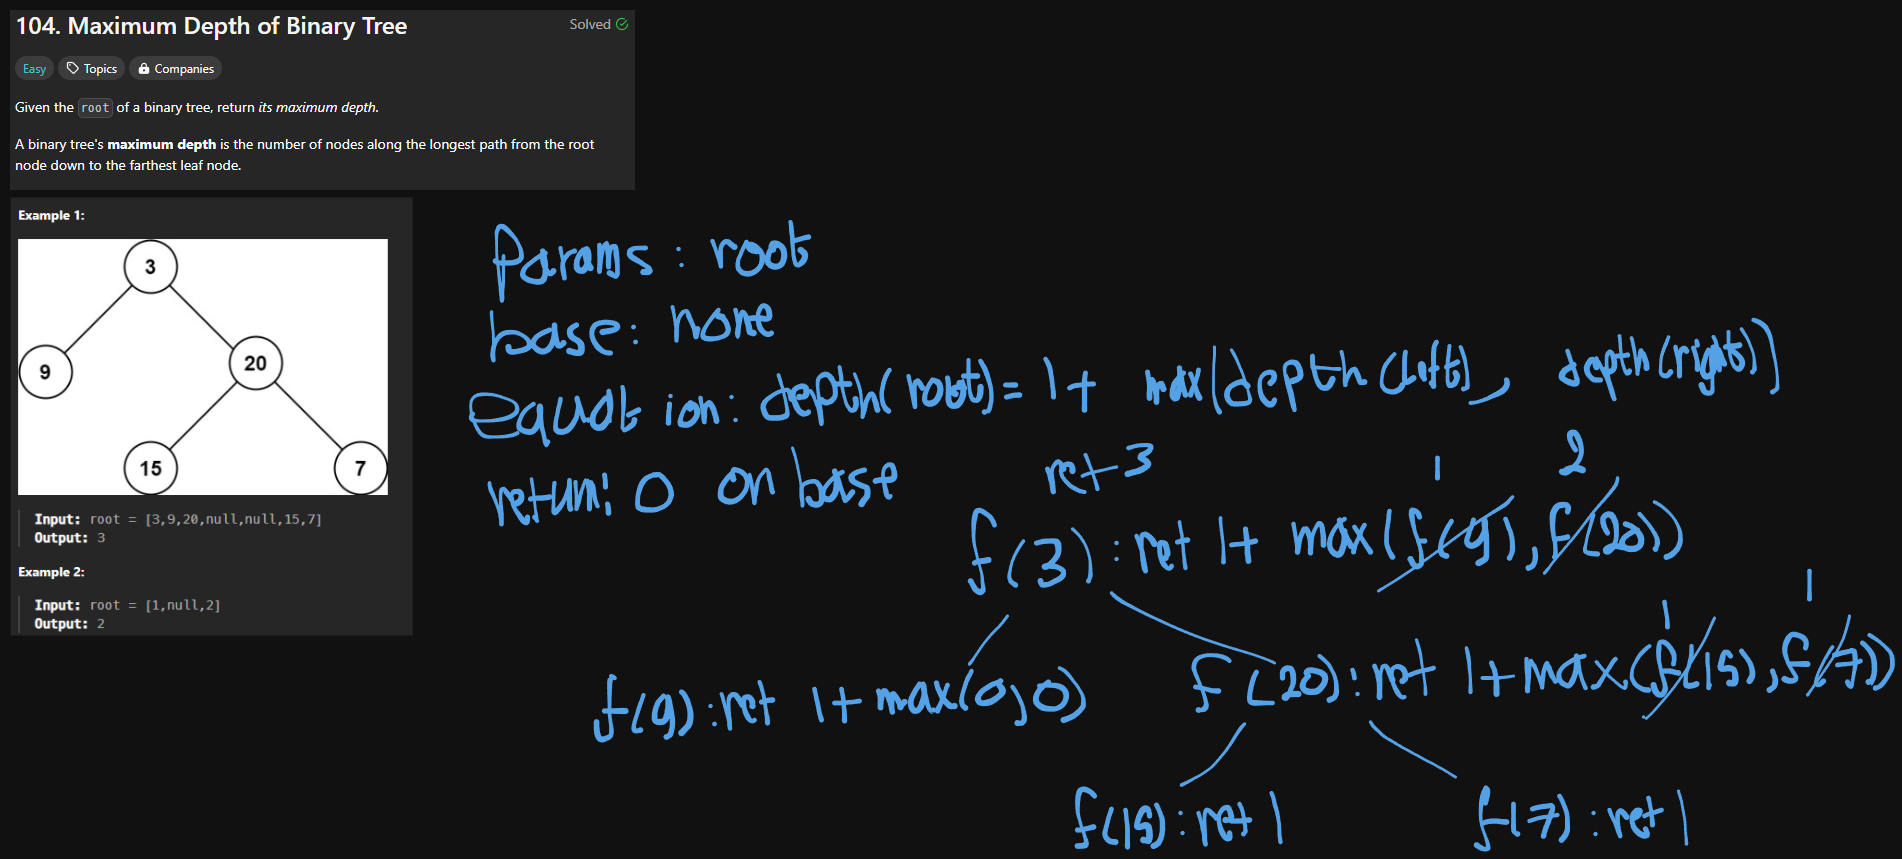 104. Maximum Depth of Binary Tree
Solved
Easy Topics Companies
Given the root of a binary tree, return its maximum depth.
A binary tree's maximum depth is the number of nodes along the longest path from the root
node down to the farthest leaf node.
Example 1:
3
9
20
15
7
Input: root = [3,9,20,null,null,15,7]
Output: 3
Example 2:
Input: root = [1,null,2]
Output: 2
Params: root
base: none
Equation: depth(root) = 1 + max(depth(left), depth(right))
return: 0 on base
ret 3
1
2
f(3): ret 1+ max(f(9), f(20))
1
1
f(9): ret 1+ max(0,0)
f(20): ret 1+max(f(15), f(7))
f(15): ret 1
f(7): ret 1